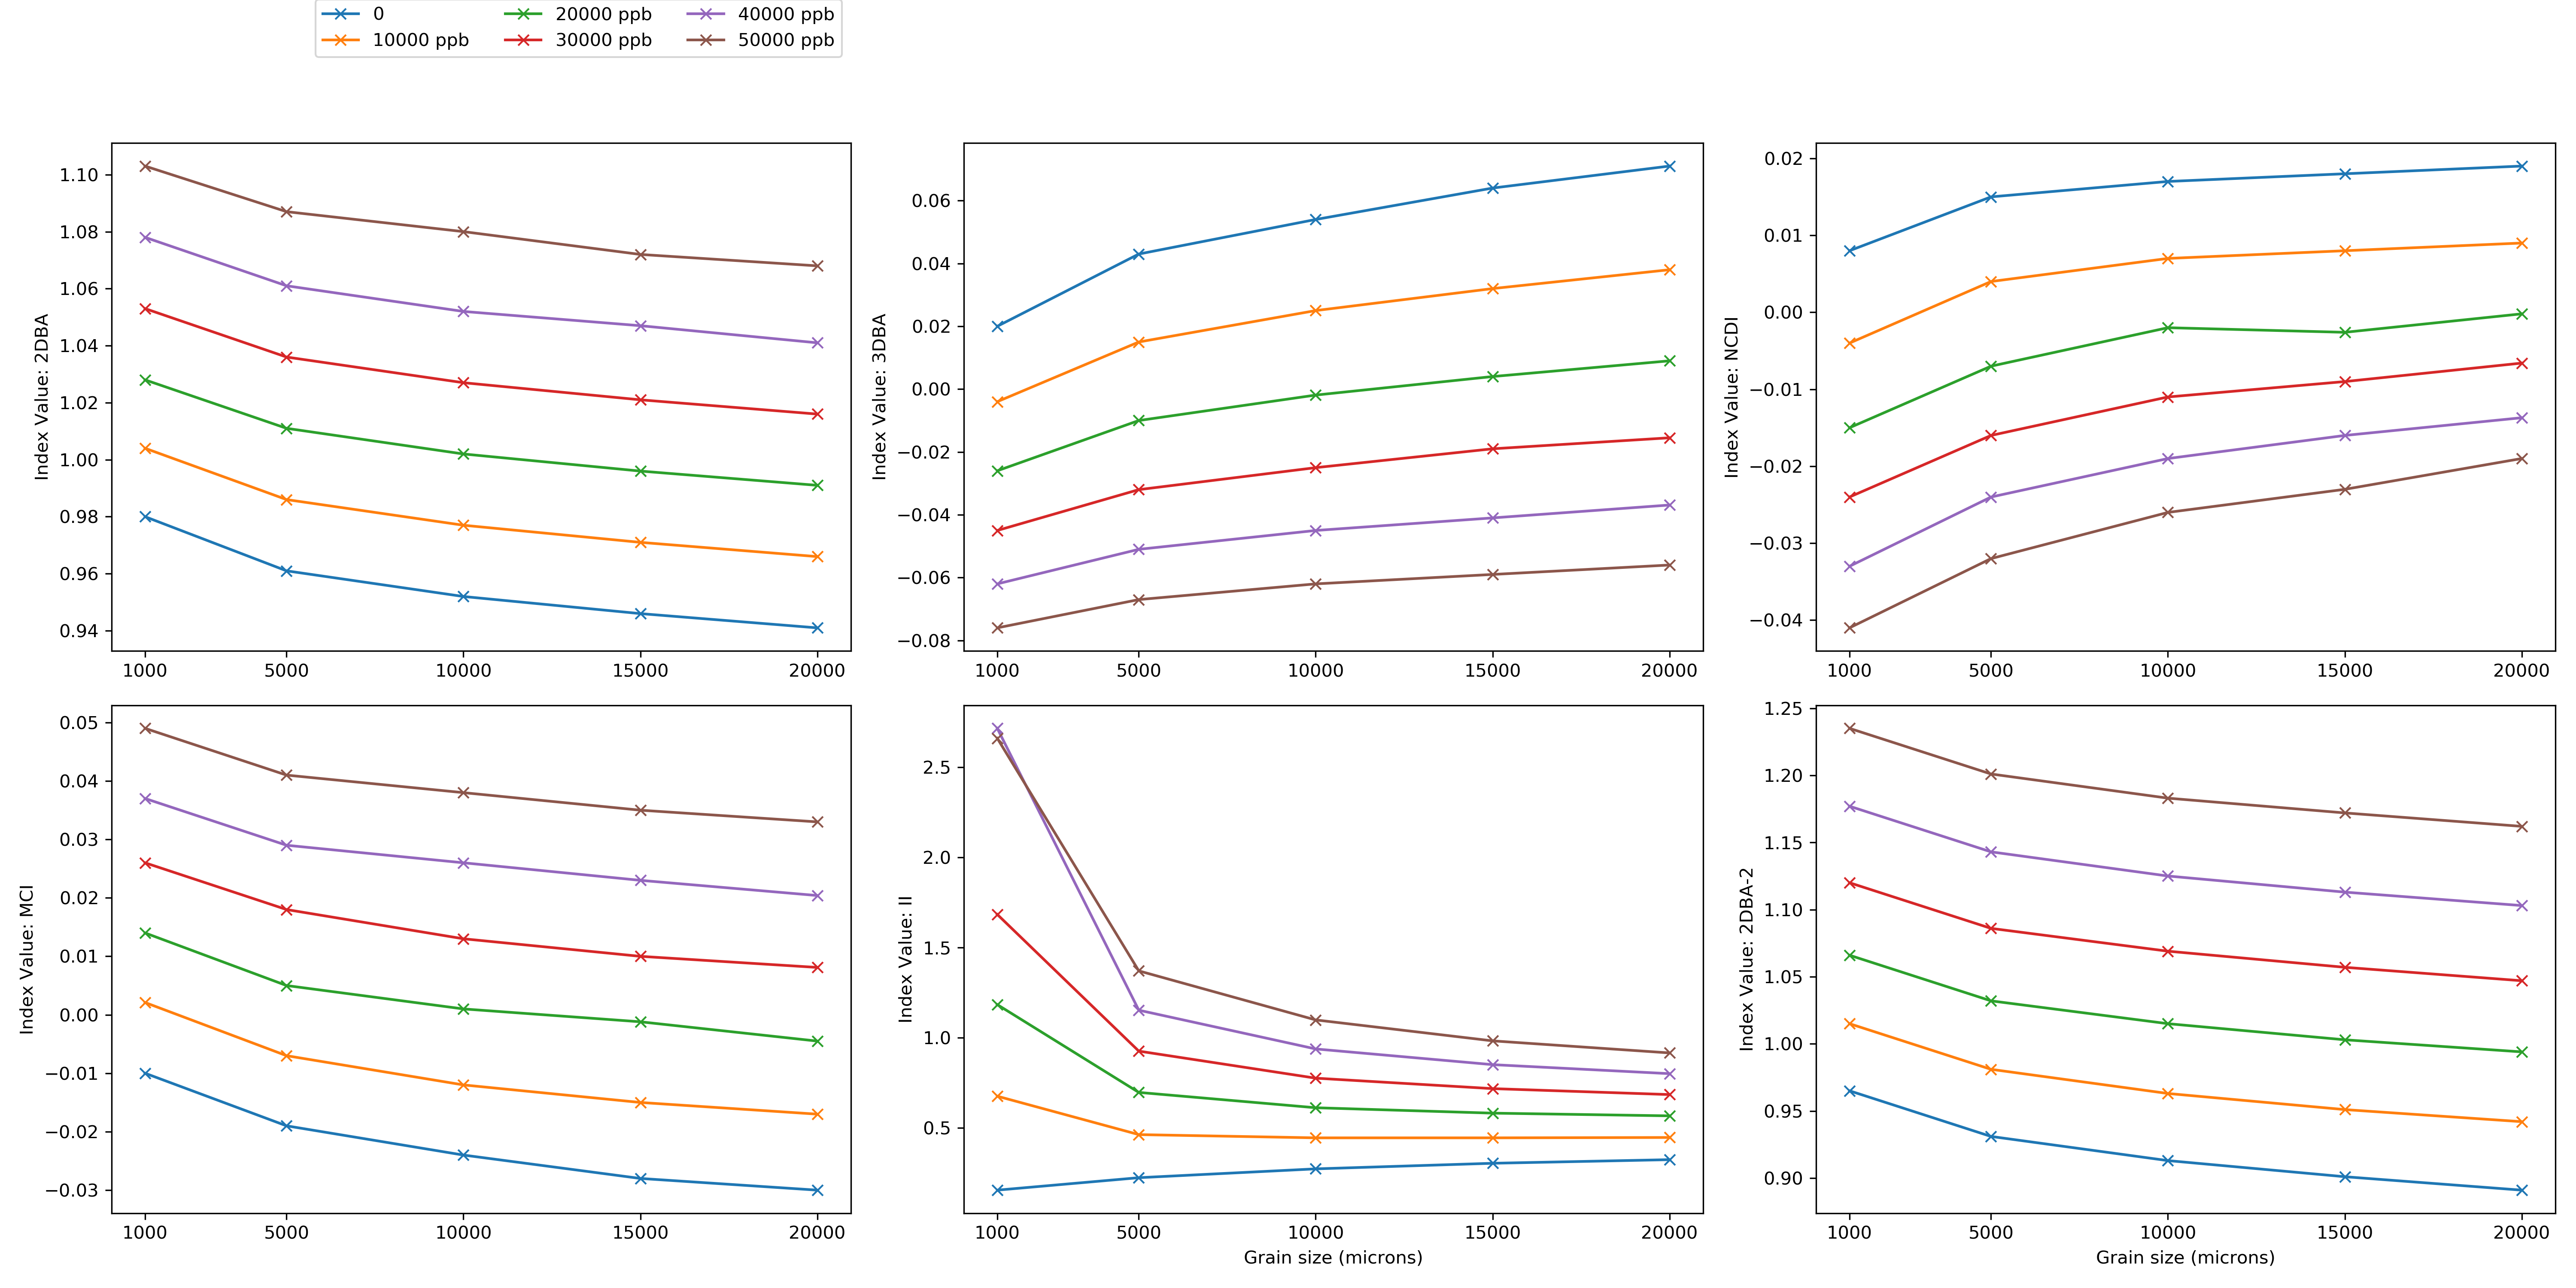 0
10000 ppb
20000 ppb
30000 ppb
40000 ppb
50000 ppb
Index Value: 2DBA
1.10
1.08
1.06
1.04
1.02
1.00
0.98
0.96
0.94
1000 5000 10000 15000 20000
Index Value: 3DBA
0.06
0.04
0.02
0.00
−0.02
−0.04
−0.06
−0.08
1000 5000 10000 15000 20000
Index Value: NCDI
0.02
0.01
0.00
−0.01
−0.02
−0.03
−0.04
1000 5000 10000 15000 20000
Index Value: MCI
0.05
0.04
0.03
0.02
0.01
0.00
−0.01
−0.02
−0.03
1000 5000 10000 15000 20000
Index Value: II
2.5
2.0
1.5
1.0
0.5
1000 5000 10000 15000 20000
Grain size (microns)
Index Value: 2DBA-2
1.25
1.20
1.15
1.10
1.05
1.00
0.95
0.90
1000 5000 10000 15000 20000
Grain size (microns)